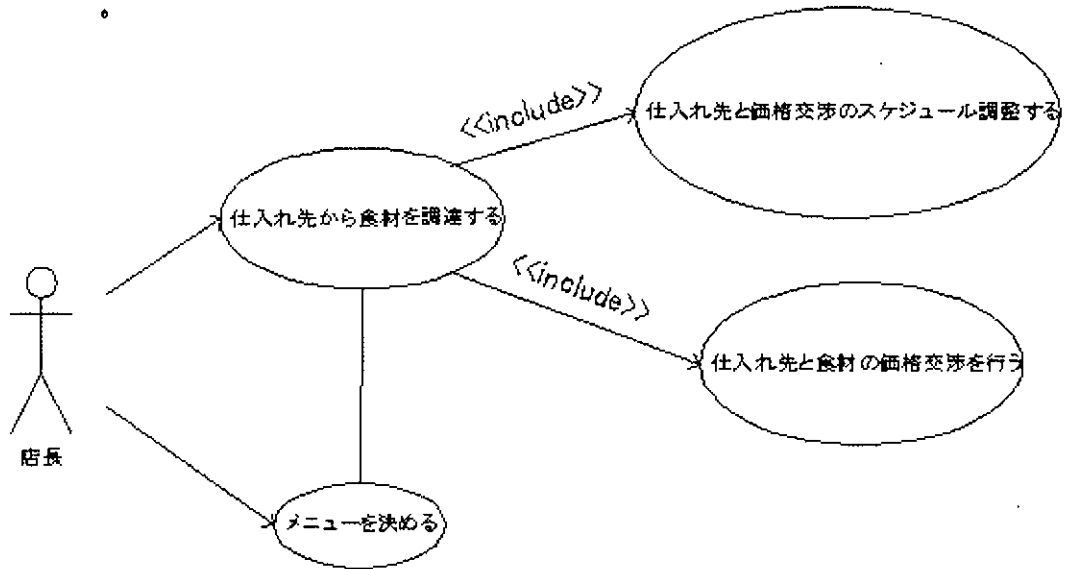 <<include>>
仕入れ先と価格交渉のスケジュール調整する
仕入れ先から食材を調達する
<<include>>
仕入れ先と食材の価格交渉を行う
店長
メニューを決める